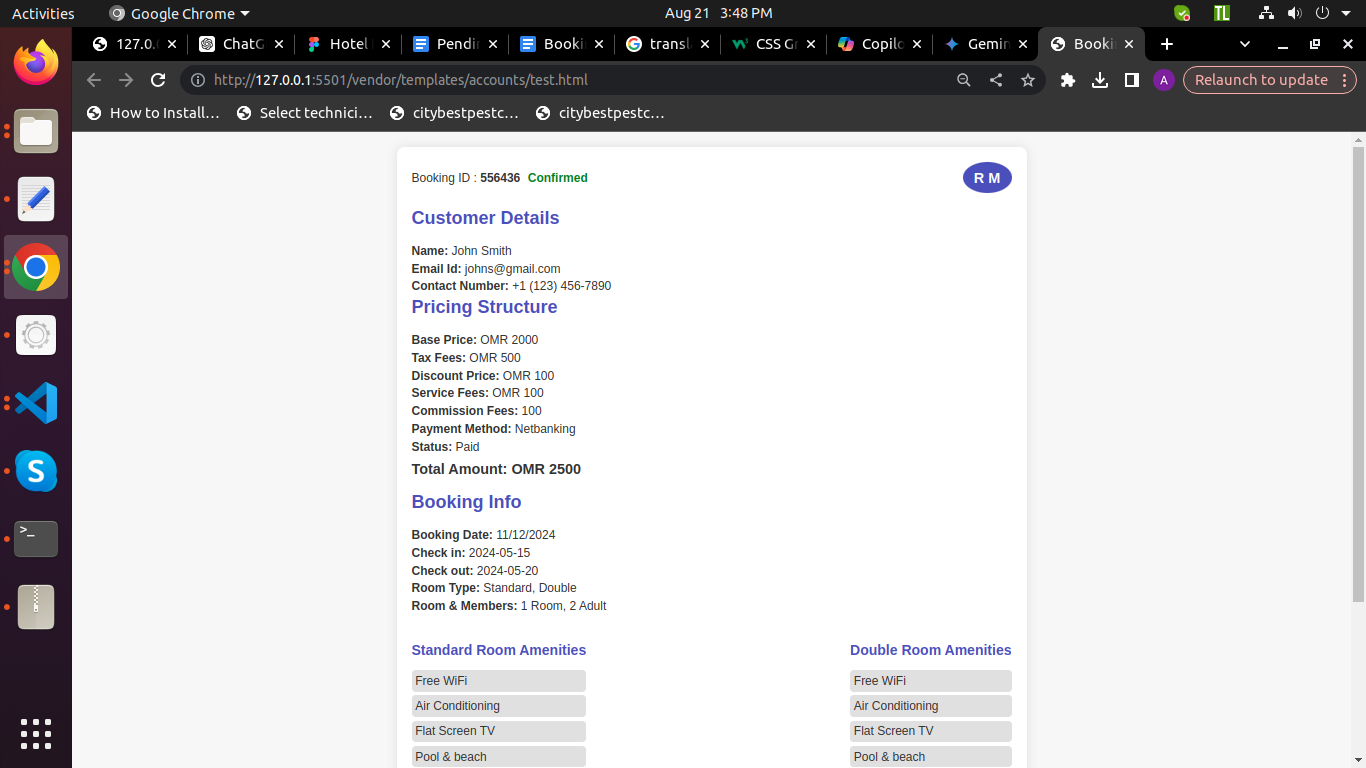 Activities Google Chrome Aug 21 3:48 PM TL
127.0. ChatG Hotel Pendi Booki transl CSS G Copilo Gemin Booki
http://127.0.0.1:5501/vendor/templates/accounts/test.html A Relaunch to update
How to Install… Select technici… citybestpestc… citybestpestc…
Booking ID : 556436 Confirmed R M
Customer Details
Name: John Smith
Email Id: johns@gmail.com
Contact Number: +1 (123) 456-7890
Pricing Structure
Base Price: OMR 2000
Tax Fees: OMR 500
Discount Price: OMR 100
Service Fees: OMR 100
Commission Fees: 100
Payment Method: Netbanking
Status: Paid
Total Amount: OMR 2500
Booking Info
Booking Date: 11/12/2024
Check in: 2024-05-15
Check out: 2024-05-20
Room Type: Standard, Double
Room & Members: 1 Room, 2 Adult
Standard Room Amenities Double Room Amenities
Free WiFi Free WiFi
Air Conditioning Air Conditioning
Flat Screen TV Flat Screen TV
Pool & beach Pool & beach